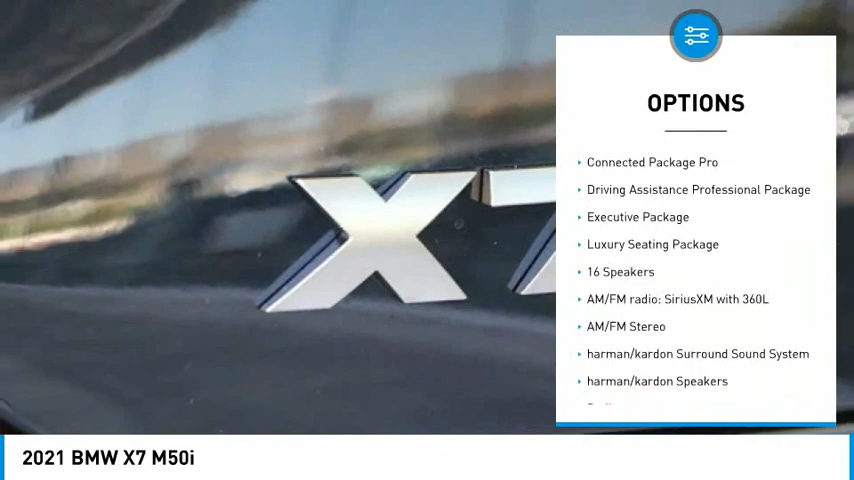 X7
OPTIONS
Connected Package Pro
Driving Assistance Professional Package
Executive Package
Luxury Seating Package
16 Speakers
AM/FM radio: SiriusXM with 360L
AM/FM Stereo
harman/kardon Surround Sound System
harman/kardon Speakers
2021 BMW X7 M50i